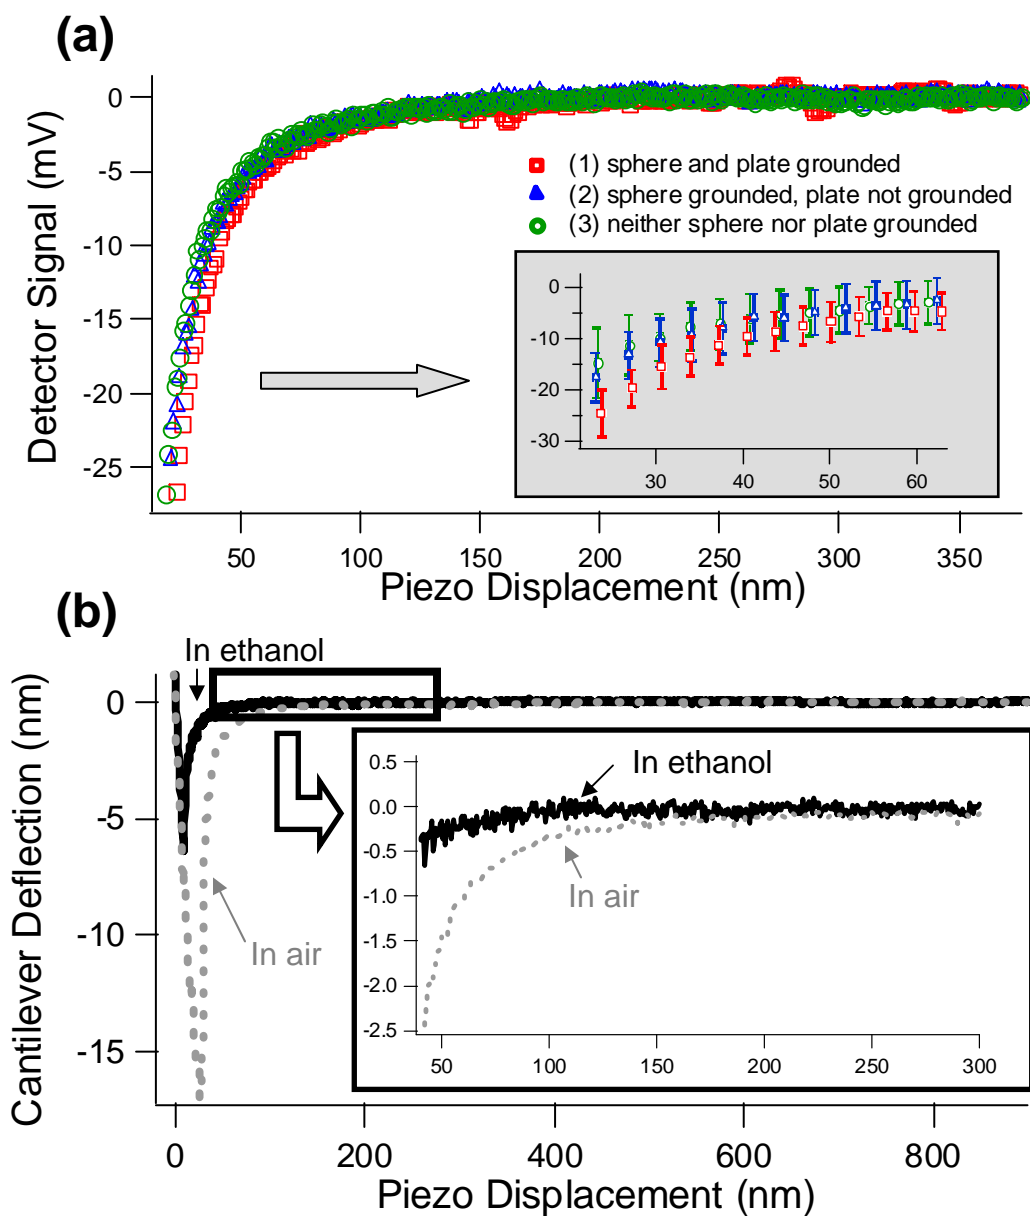 (a)
Detector Signal (mV)
0
-5
-10
-15
-20
-25
(1) sphere and plate grounded
(2) sphere grounded, plate not grounded
(3) neither sphere nor plate grounded
0
-10
-20
-30
30 40 50 60
50 100 150 200 250 300 350
Piezo Displacement (nm)
(b)
Cantilever Deflection (nm)
In ethanol
0
-5
-10
-15
In air
0.5
0.0
-0.5
-1.0
-1.5
-2.0
-2.5
In ethanol
In air
50 100 150 200 250 300
0 200 400 600 800
Piezo Displacement (nm)